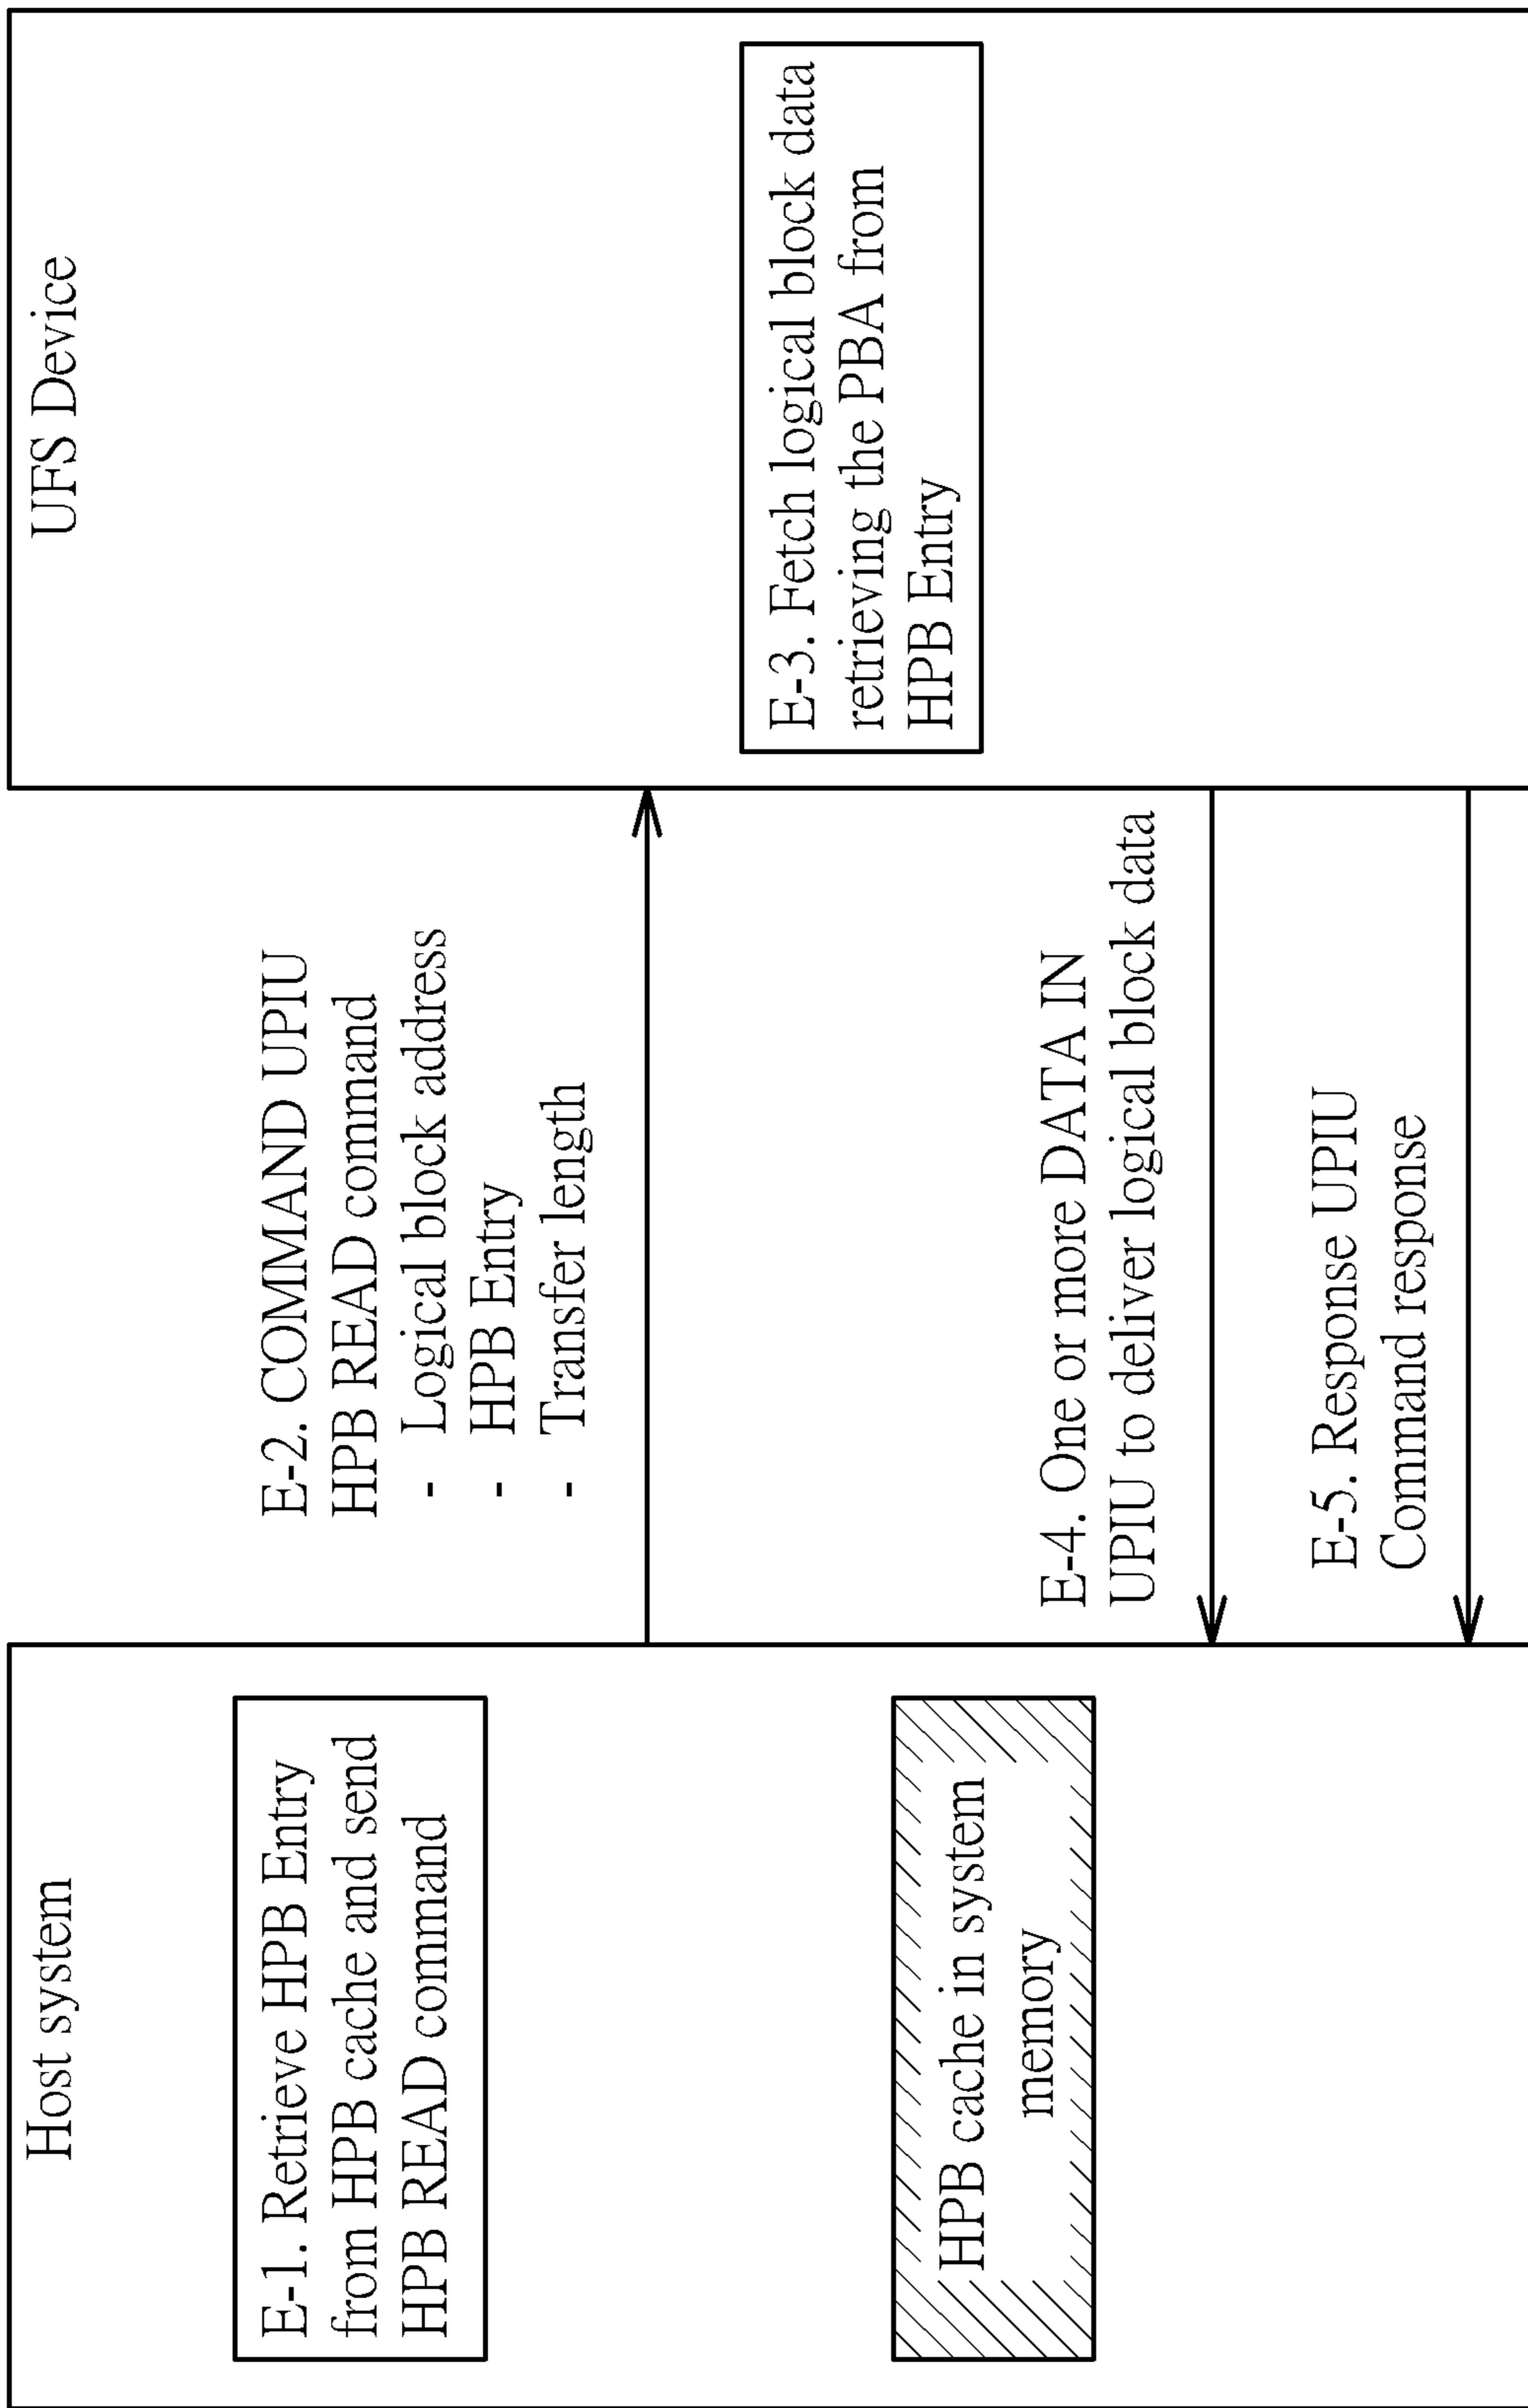 Host system
UFS Device
E-1. Retrieve HPB Entry
from HPB cache and send
HPB READ command
E-2. COMMAND UPIU
HPB READ command
- Logical block address
- HPB Entry
- Transfer length
E-3. Fetch logical block data
retrieving the PBA from
HPB Entry
HPB cache in system
memory
E-4. One or more DATA IN
UPIU to deliver logical block data
E-5. Response UPIU
Command response